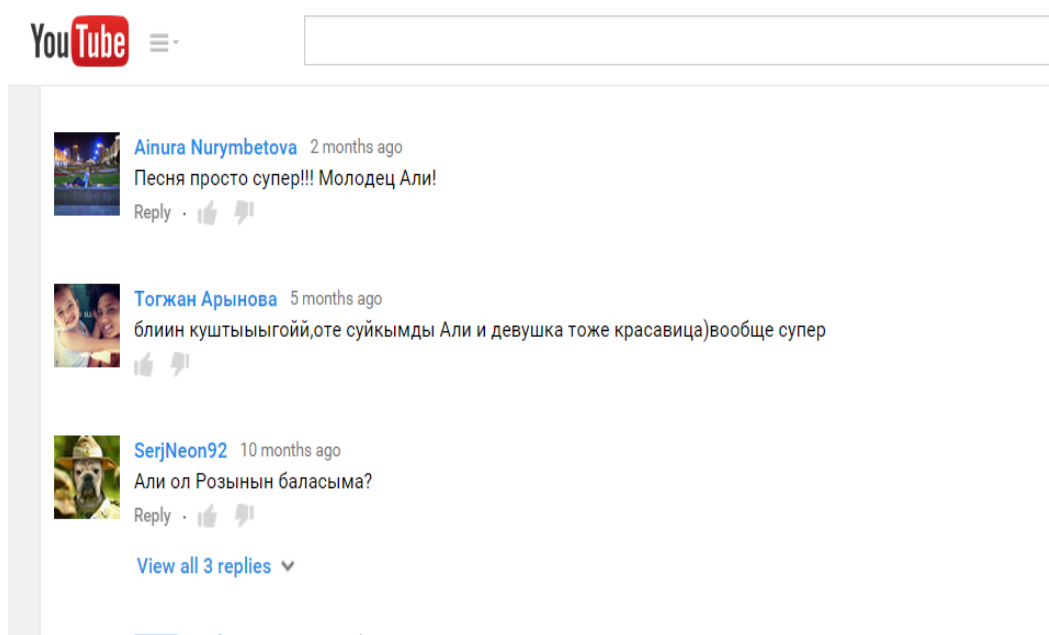 YouTube
Ainura Nurymbetova 2 months ago
Песня просто супер!!! Молодец Али!
Reply ·
Тогжан Арынова 5 months ago
блиин куштыыыгойй,оте суйкымды Али и девушка тоже красавица)вообще супер
SerjNeon92 10 months ago
Али ол Розынын баласыма?
Reply ·
View all 3 replies